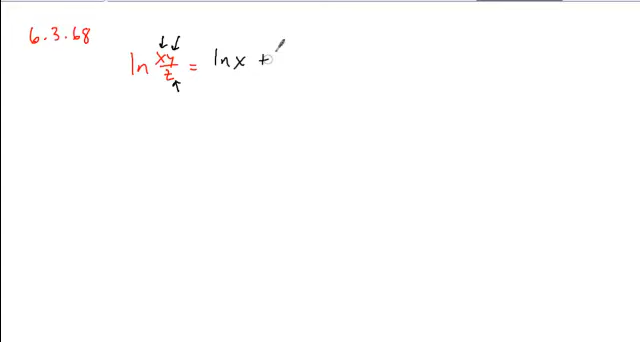 6.3.68
ln xy/z = ln x +